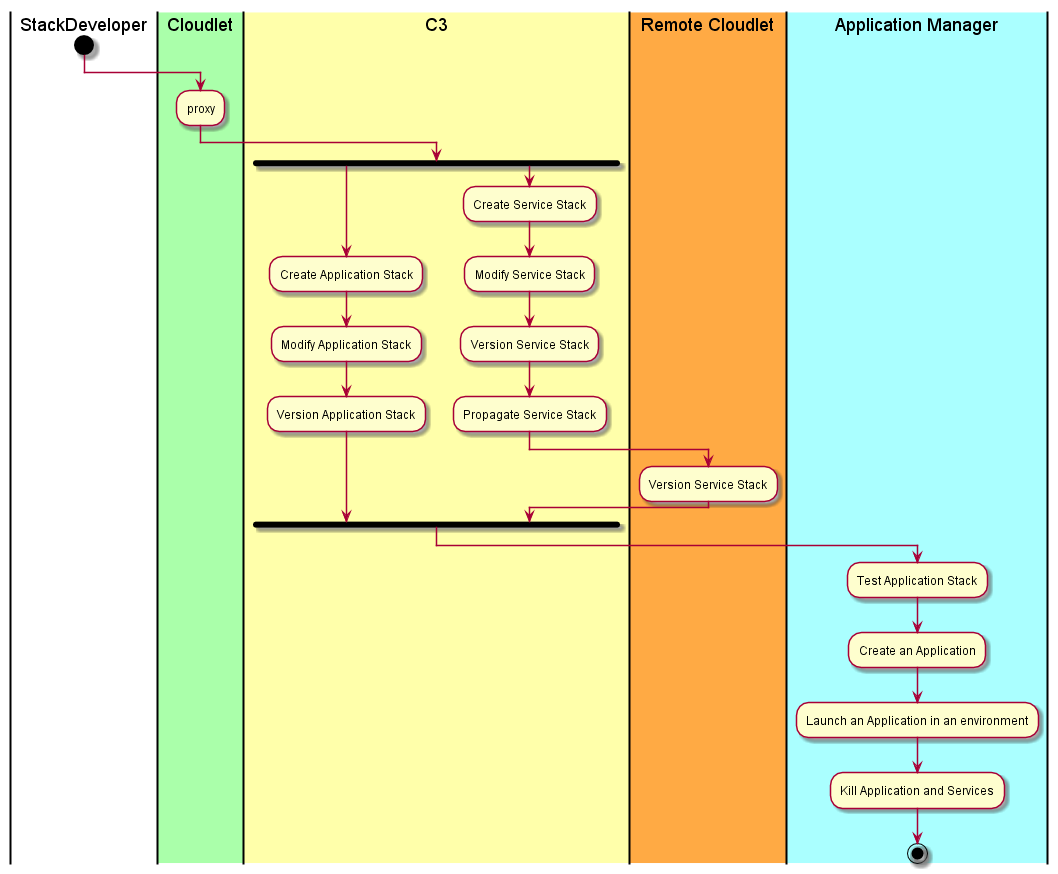 StackDeveloper
Cloudlet
C3
Remote Cloudlet
Application Manager
proxy
Create Service Stack
Create Application Stack
Modify Service Stack
Modify Application Stack
Version Service Stack
Version Application Stack
Propagate Service Stack
Version Service Stack
Test Application Stack
Create an Application
Launch an Application in an environment
Kill Application and Services